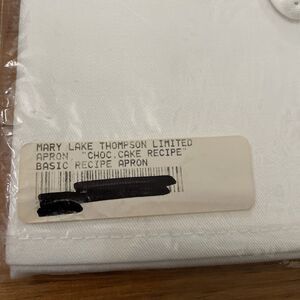 MARY LAKE THOMPSON LIMITED
APRON, "CHOC.CAKE RECIPE"
BASIC RECIPE APRON